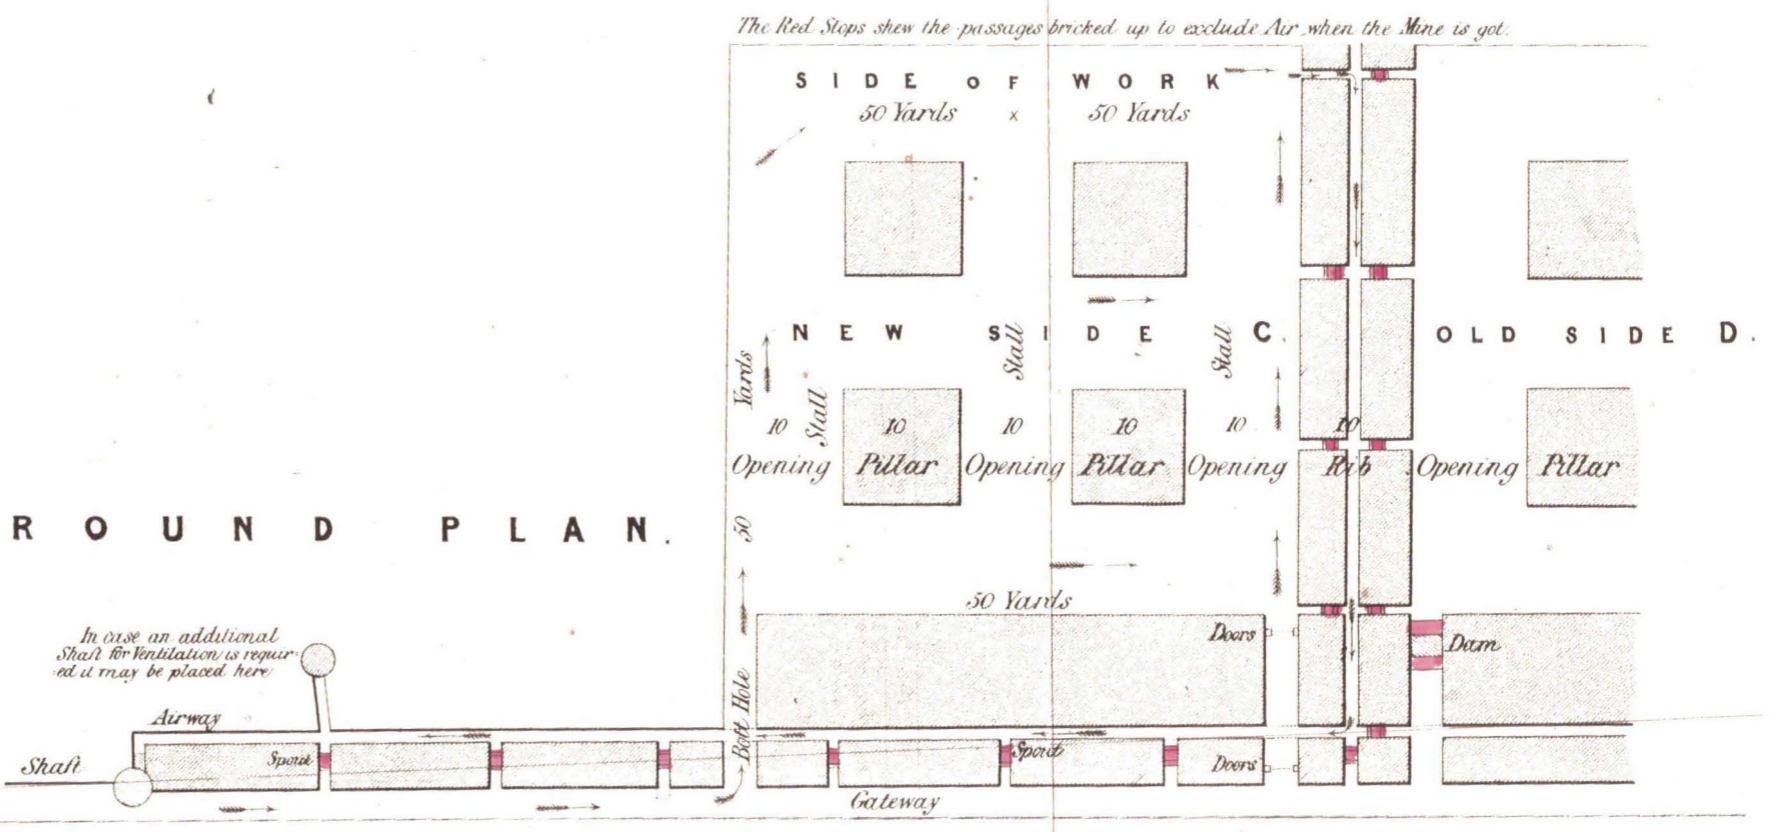 The Red Stops shew the passages bricked up to exclude Air when the Mine is got.
SIDE OF WORK
50 Yards x 50 Yards
NEW SIDE C.
OLD SIDE D.
Stall
Stall
Stall
Yards
50
10 10 10 10 10 10
Opening Pillar Opening Pillar Opening Rib Opening Pillar
ROUND PLAN.
50 Yards
In case an additional
Shaft for Ventilation is requir-
ed it may be placed here
Doors
Dam
Bolt Hole
Airway
Shaft
Spout
Spout
Doors
Gateway